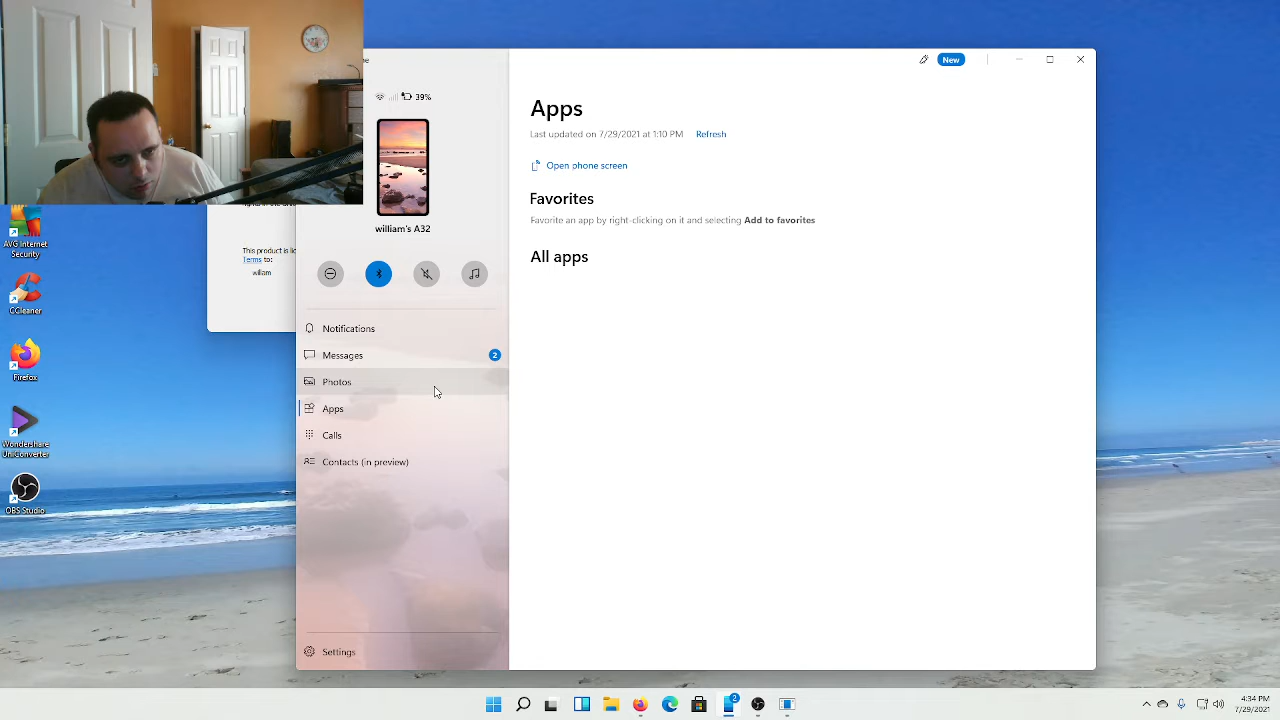 39%
william's A32
Notifications
Messages
2
Photos
Apps
Calls
Contacts (in preview)
Settings
New
Apps
Last updated on 7/29/2021 at 1:10 PM Refresh
Open phone screen
Favorites
Favorite an app by right-clicking on it and selecting Add to favorites
All apps
This product is lic
Terms to:
william
AVG Internet
Security
CCleaner
Firefox
Wondershare
UniConverter
OBS Studio
2
4:34 PM
7/29/2021